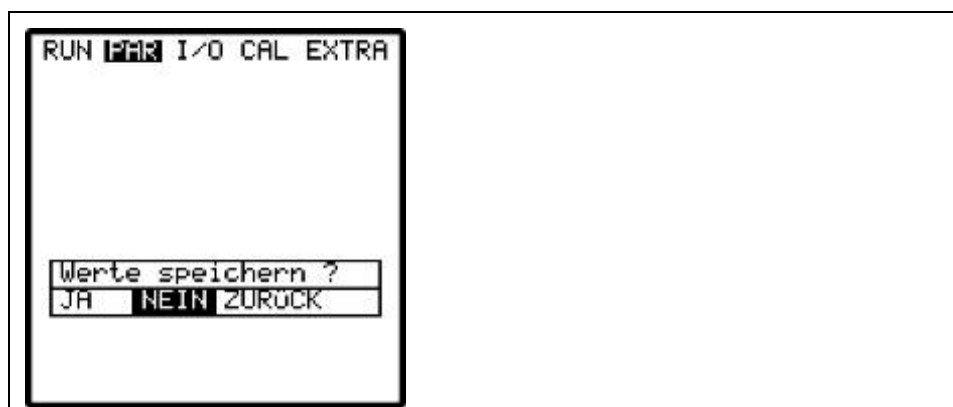 RUN PAR I/O CAL EXTRA
Werte speichern ?
JA NEIN ZURüCK